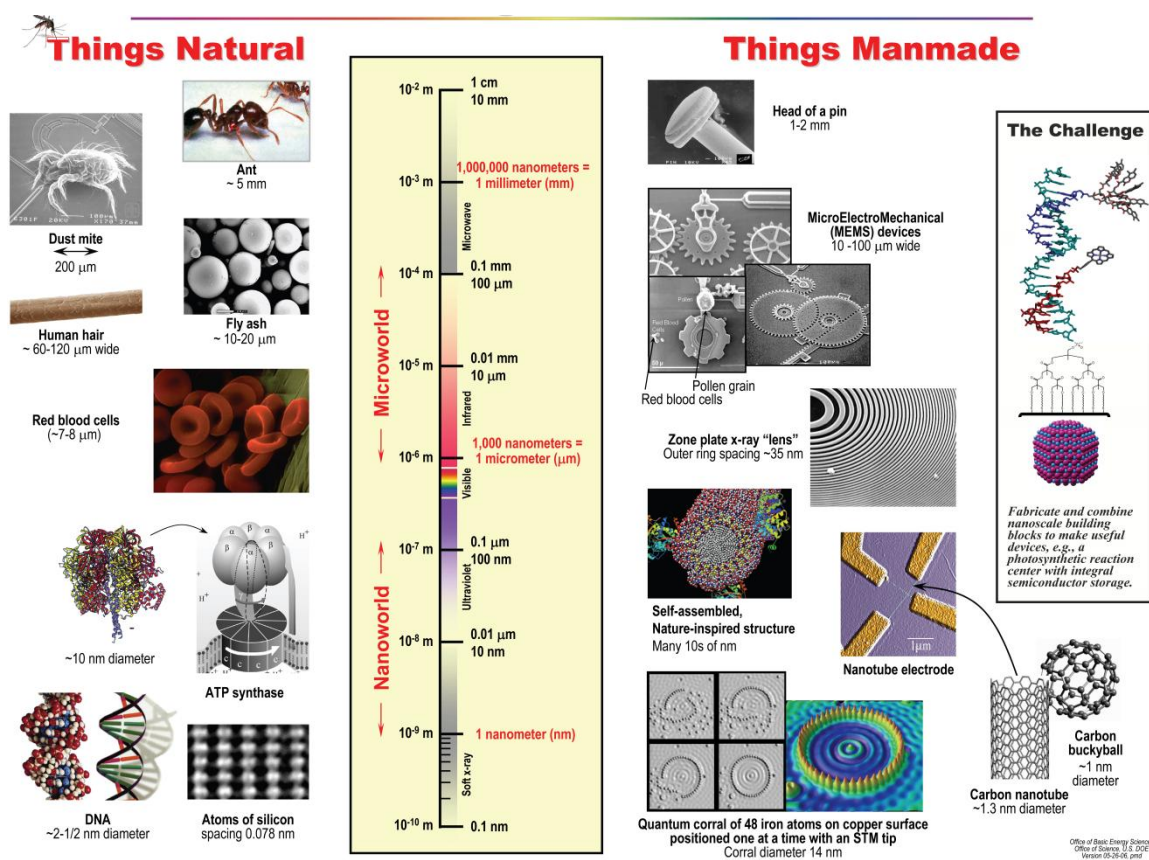 Things Natural
Things Manmade
Ant
~ 5 mm
Dust mite
200 μm
Human hair
~ 60-120 μm wide
Fly ash
~ 10-20 μm
Red blood cells
(~7-8 μm)
~10 nm diameter
ATP synthase
H+
H+
β
α
β
α
β
α
c
c
c
c
DNA
~2-1/2 nm diameter
Atoms of silicon
spacing 0.078 nm
Microworld
Nanoworld
10-2 m
1 cm
10 mm
1,000,000 nanometers =
10-3 m
1 millimeter (mm)
Microwave
10-4 m
0.1 mm
100 μm
10-5 m
0.01 mm
10 μm
Infrared
1,000 nanometers =
10-6 m
1 micrometer (μm)
Visible
10-7 m
0.1 μm
100 nm
Ultraviolet
10-8 m
0.01 μm
10 nm
10-9 m
1 nanometer (nm)
Soft x-ray
10-10 m
0.1 nm
Head of a pin
1-2 mm
MicroElectroMechanical
(MEMS) devices
10 -100 μm wide
Pollen
Red Blood
Cells
Pollen grain
Red blood cells
Zone plate x-ray “lens”
Outer ring spacing ~35 nm
Self-assembled,
Nature-inspired structure
Many 10s of nm
1μm
Nanotube electrode
Quantum corral of 48 iron atoms on copper surface
positioned one at a time with an STM tip
Corral diameter 14 nm
Carbon nanotube
~1.3 nm diameter
Carbon
buckyball
~1 nm
diameter
The Challenge
Fabricate and combine
nanoscale building
blocks to make useful
devices, e.g., a
photosynthetic reaction
center with integral
semiconductor storage.
Office of Basic Energy Science
Office of Science, U.S. DOE
Version 05-26-06, pmd